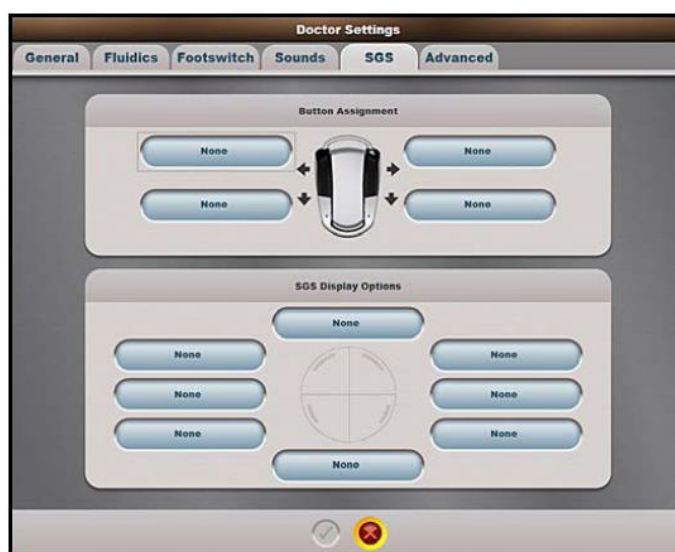 Doctor Settings
General Fluidics Footswitch Sounds SGS Advanced
Button Assignment
None None
None None
SGS Display Options
None
None None
None None
None None
None